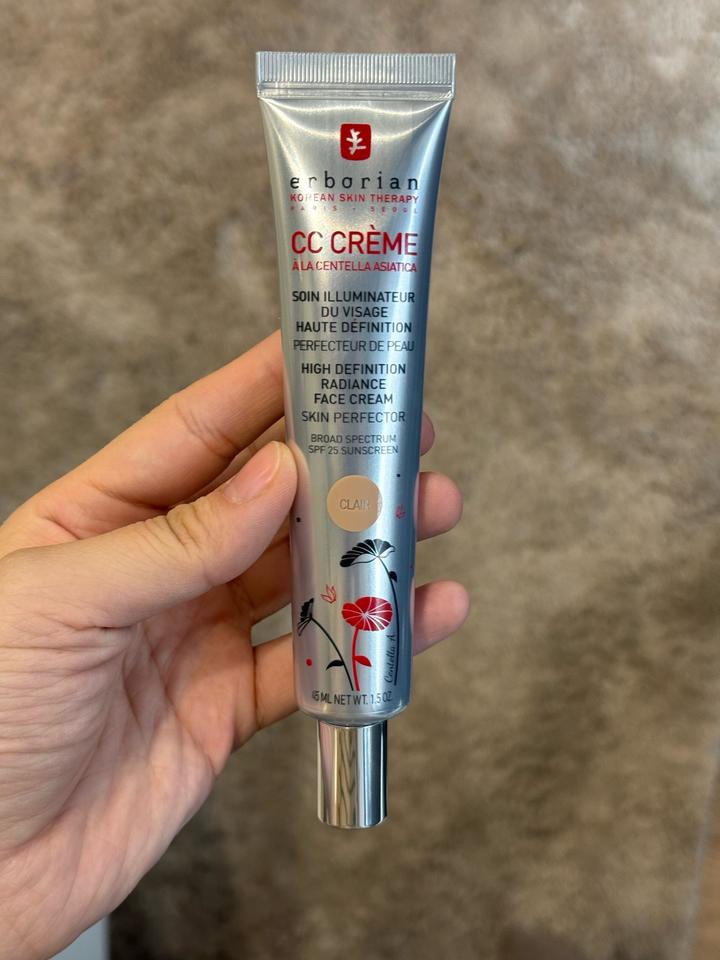 erborian
KOREAN SKIN THERAPY
PARIS - SEOUL
CC CRÈME
À LA CENTELLA ASIATICA
SOIN ILLUMINATEUR
DU VISAGE
HAUTE DÉFINITION
PERFECTEUR DE PEAU
HIGH DEFINITION
RADIANCE
FACE CREAM
SKIN PERFECTOR
BROAD SPECTRUM
SPF 25 SUNSCREEN
CLAIR
Centella A.
45 ML NET WT. 1.5 OZ.